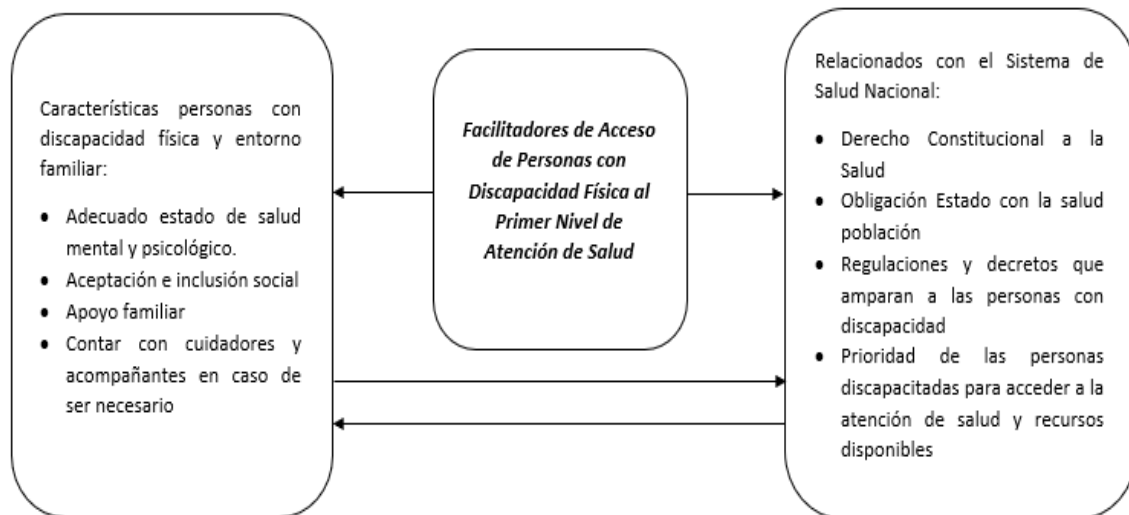 Características personas con
discapacidad física y entorno
familiar:
• Adecuado estado de salud
mental y psicológico.
• Aceptación e inclusión social
• Apoyo familiar
• Contar con cuidadores y
acompañantes en caso de
ser necesario
Facilitadores de Acceso
de Personas con
Discapacidad Física al
Primer Nivel de
Atención de Salud
Relacionados con el Sistema de
Salud Nacional:
• Derecho Constitucional a la
Salud
• Obligación Estado con la salud
población
• Regulaciones y decretos que
amparan a las personas con
discapacidad
• Prioridad de las personas
discapacitadas para acceder a la
atención de salud y recursos
disponibles